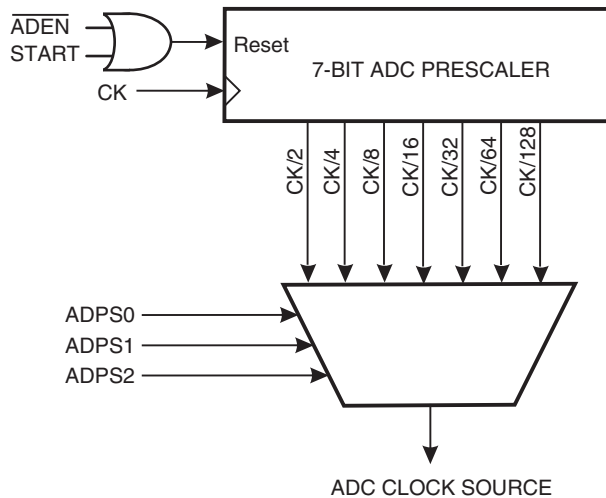 ADEN
START
Reset
7-BIT ADC PRESCALER
CK
CK/2
CK/4
CK/8
CK/16
CK/32
CK/64
CK/128
ADPS0
ADPS1
ADPS2
ADC CLOCK SOURCE